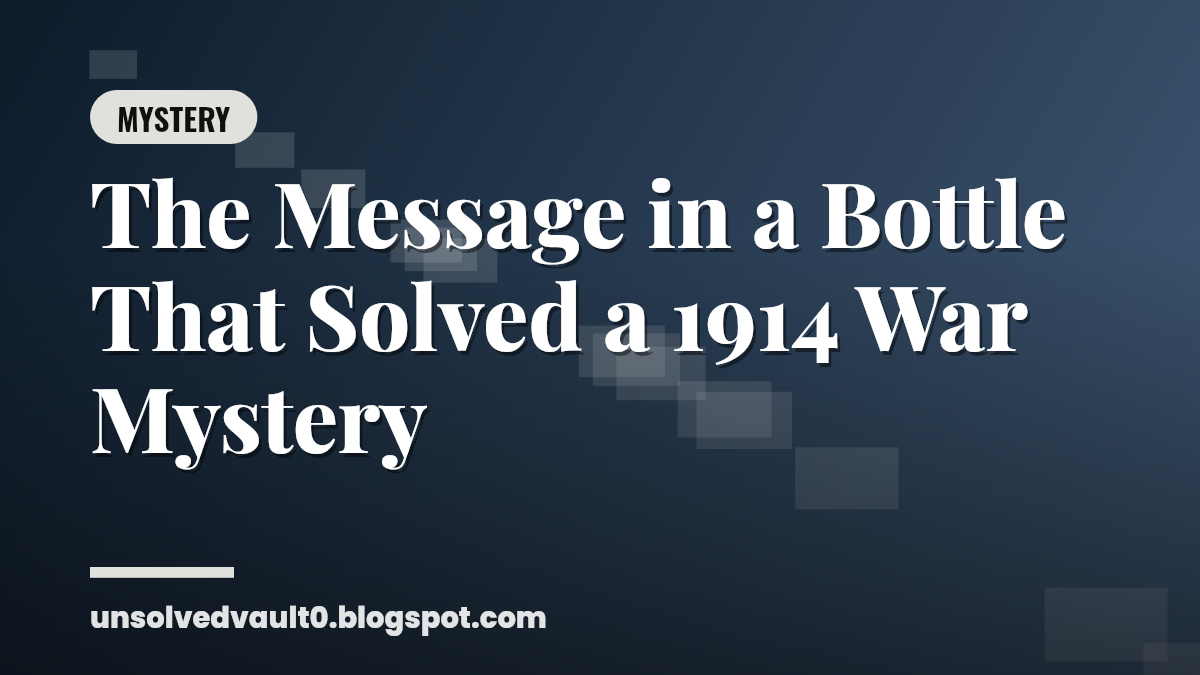 MYSTERY
The Message in a Bottle
That Solved a 1914 War
Mystery
unsolvedvault0.blogspot.com